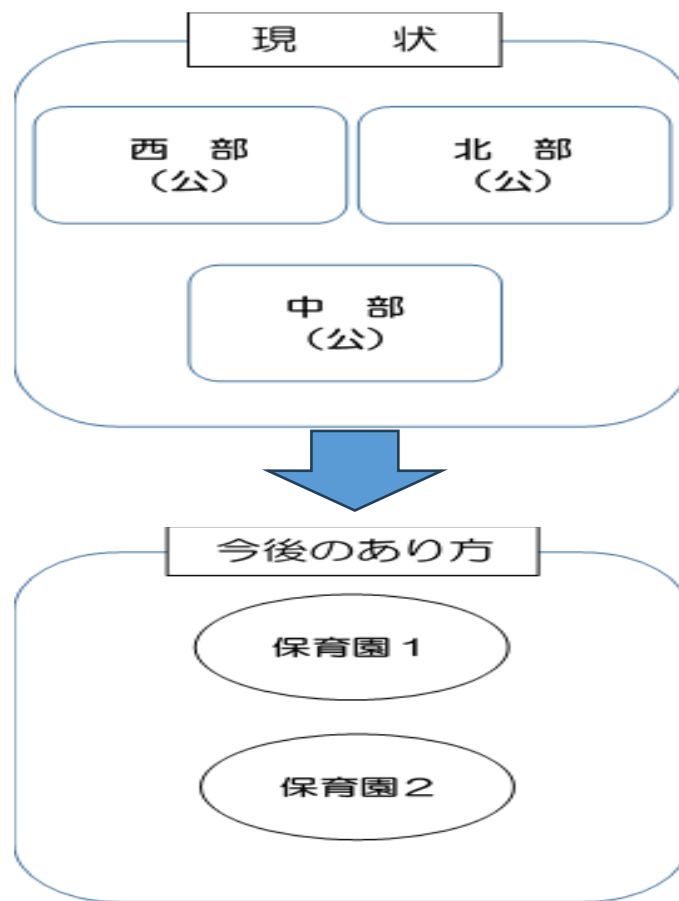 現　状
西　部
（公）
北　部
（公）
中　部
（公）
今後のあり方
保育園１
保育園２